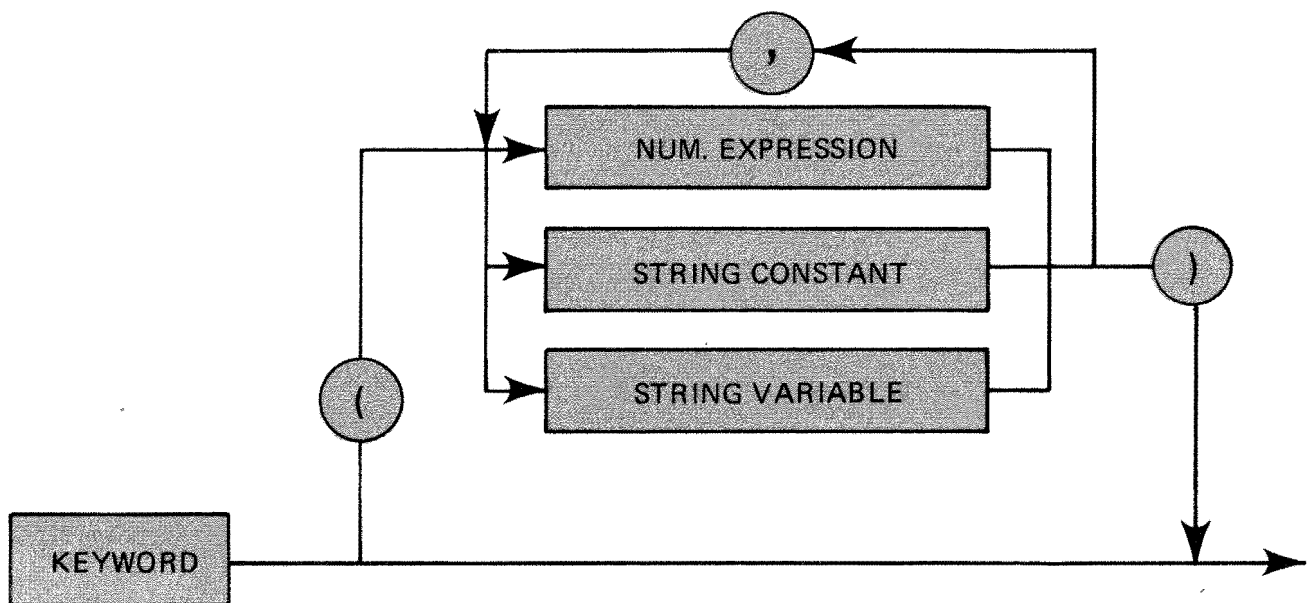 ,
NUM. EXPRESSION
STRING CONSTANT
)
STRING VARIABLE
(
KEYWORD